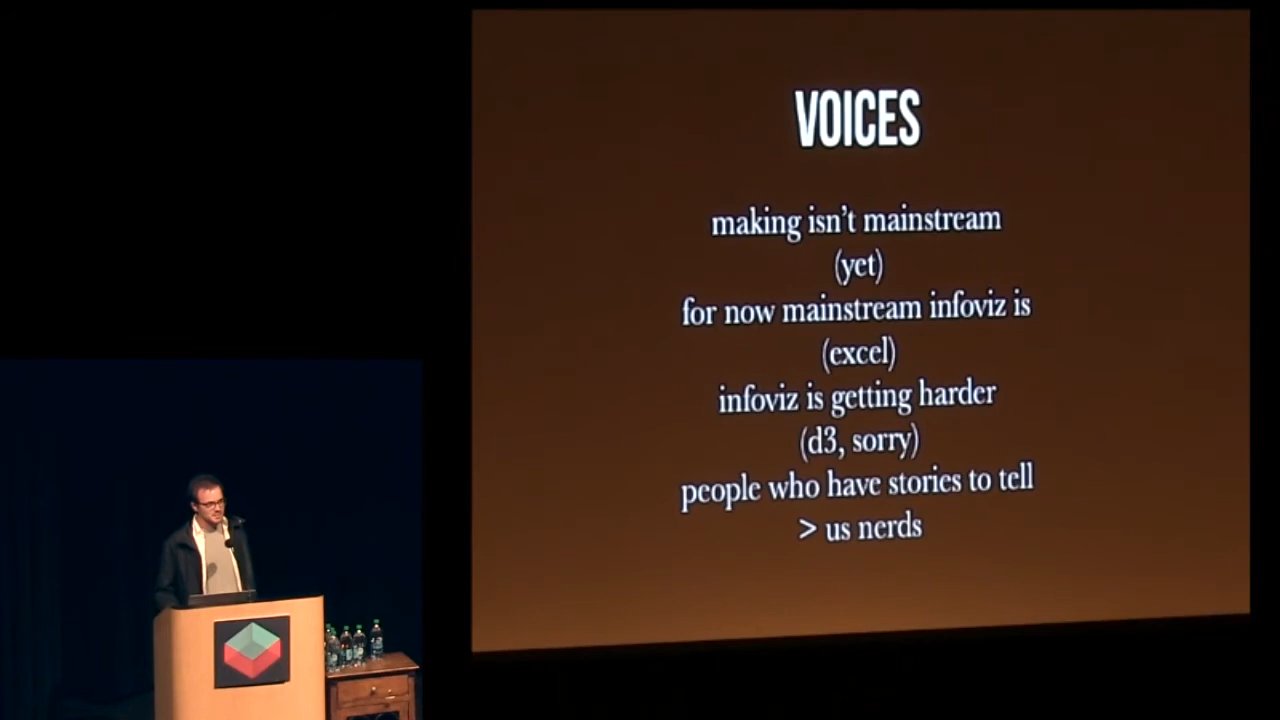 VOICES
making isn't mainstream
(yet)
for now mainstream infoviz is
(excel)
infoviz is getting harder
(d3, sorry)
people who have stories to tell
> us nerds